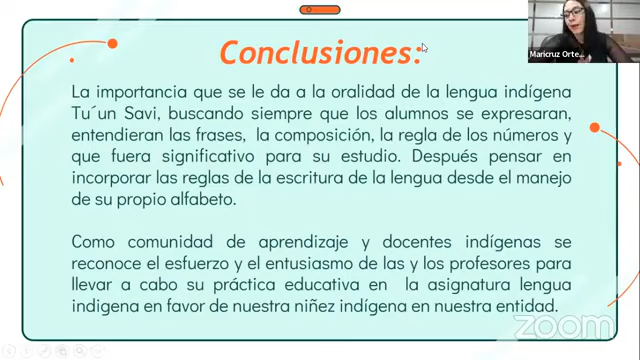 Maricruz Orte...
Conclusiones:
La importancia que se le da a la oralidad de la lengua indígena
Tu´un Savi, buscando siempre que los alumnos se expresaran,
entendieran las frases, la composición, la regla de los números y
que fuera significativo para su estudio. Después pensar en
incorporar las reglas de la escritura de la lengua desde el manejo
de su propio alfabeto.
Como comunidad de aprendizaje y docentes indígenas se
reconoce el esfuerzo y el entusiasmo de las y los profesores para
llevar a cabo su práctica educativa en la asignatura lengua
indigena en favor de nuestra niñez indígena en nuestra entidad.
zoom